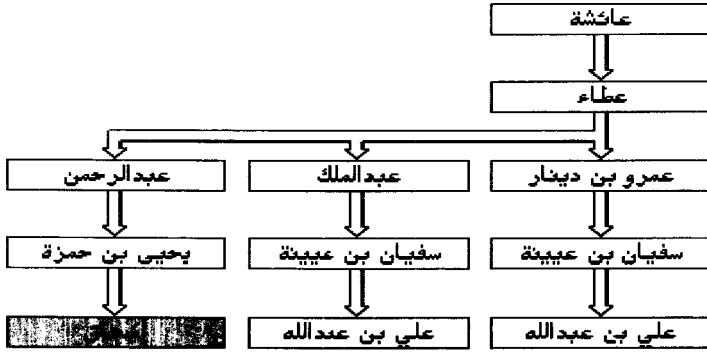 عائشة
عطاء
عمرو بن دينار
عبدالملك
عبدالرحمن
سفيان بن عيينة
سفيان بن عيينة
يحيى بن حمزة
علي بن عبدالله
علي بن عبدالله